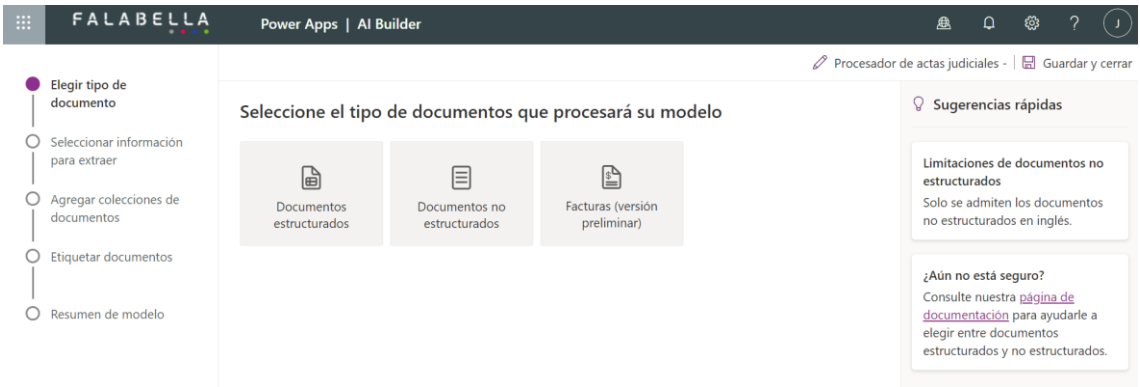 FALABELLA
Power Apps | AI Builder
?
J
Procesador de actas judiciales -
Guardar y cerrar
Elegir tipo de
documento
Seleccionar información
para extraer
Agregar colecciones de
documentos
Etiquetar documentos
Resumen de modelo
Seleccione el tipo de documentos que procesará su modelo
Documentos
estructurados
Documentos no
estructurados
Facturas (versión
preliminar)
Sugerencias rápidas
Limitaciones de documentos no
estructurados
Solo se admiten los documentos
no estructurados en inglés.
¿Aún no está seguro?
Consulte nuestra página de
documentación para ayudarle a
elegir entre documentos
estructurados y no estructurados.